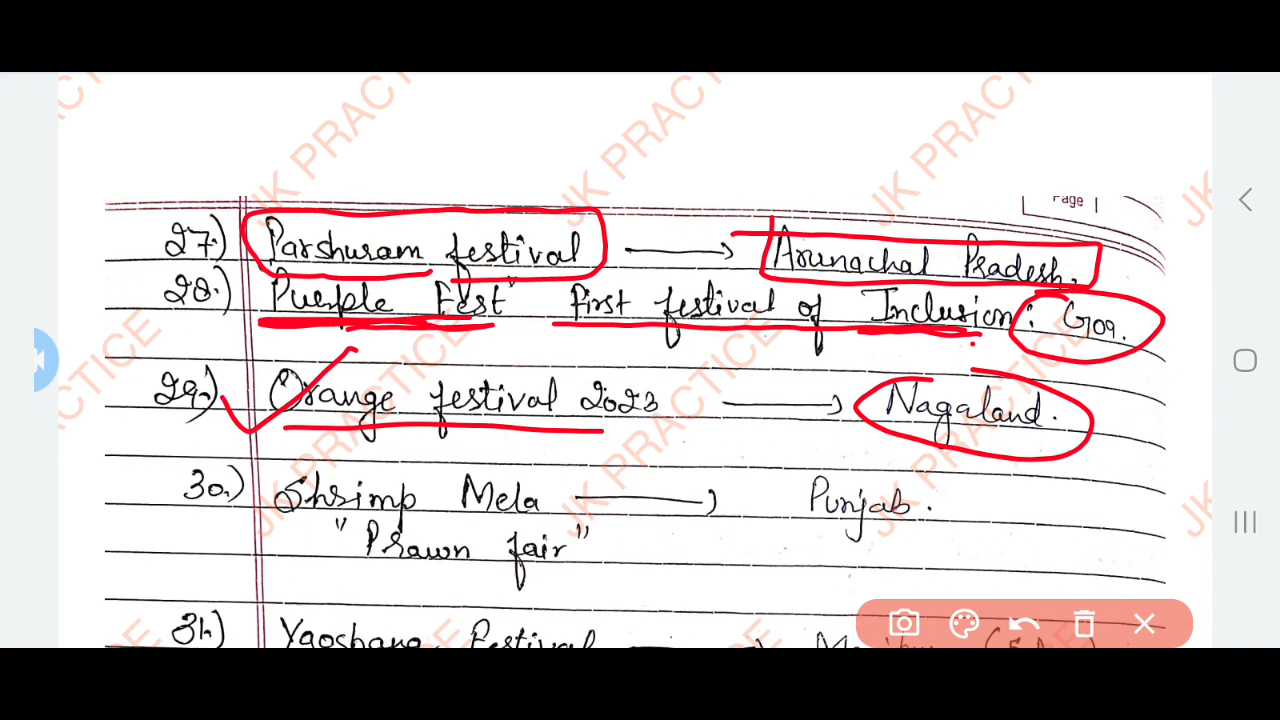 Page
27.) Parshuram festival → Arunachal Pradesh.
28.) Purple Fest" first festival of Inclusion : Goa.
29.) Orange festival 2023 → Nagaland.
30.) Shrimp Mela → Punjab.
"Prawn fair"
31.) Yaoshang Festival →
JK PRACTICE